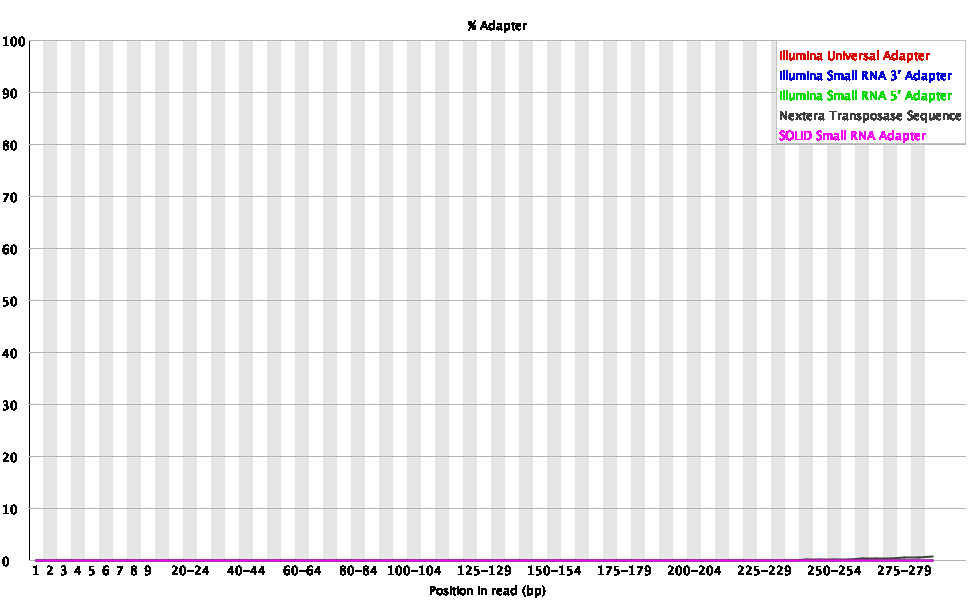 % Adapter
100
Illumina Universal Adapter
Illumina Small RNA 3' Adapter
Illumina Small RNA 5' Adapter
Nextera Transposase Sequence
SOLID Small RNA Adapter
90
80
70
60
50
40
30
20
10
0
1 2 3 4 5 6 7 8 9 20-24 40-44 60-64 80-84 100-104 125-129 150-154 175-179 200-204 225-229 250-254 275-279
Position in read (bp)